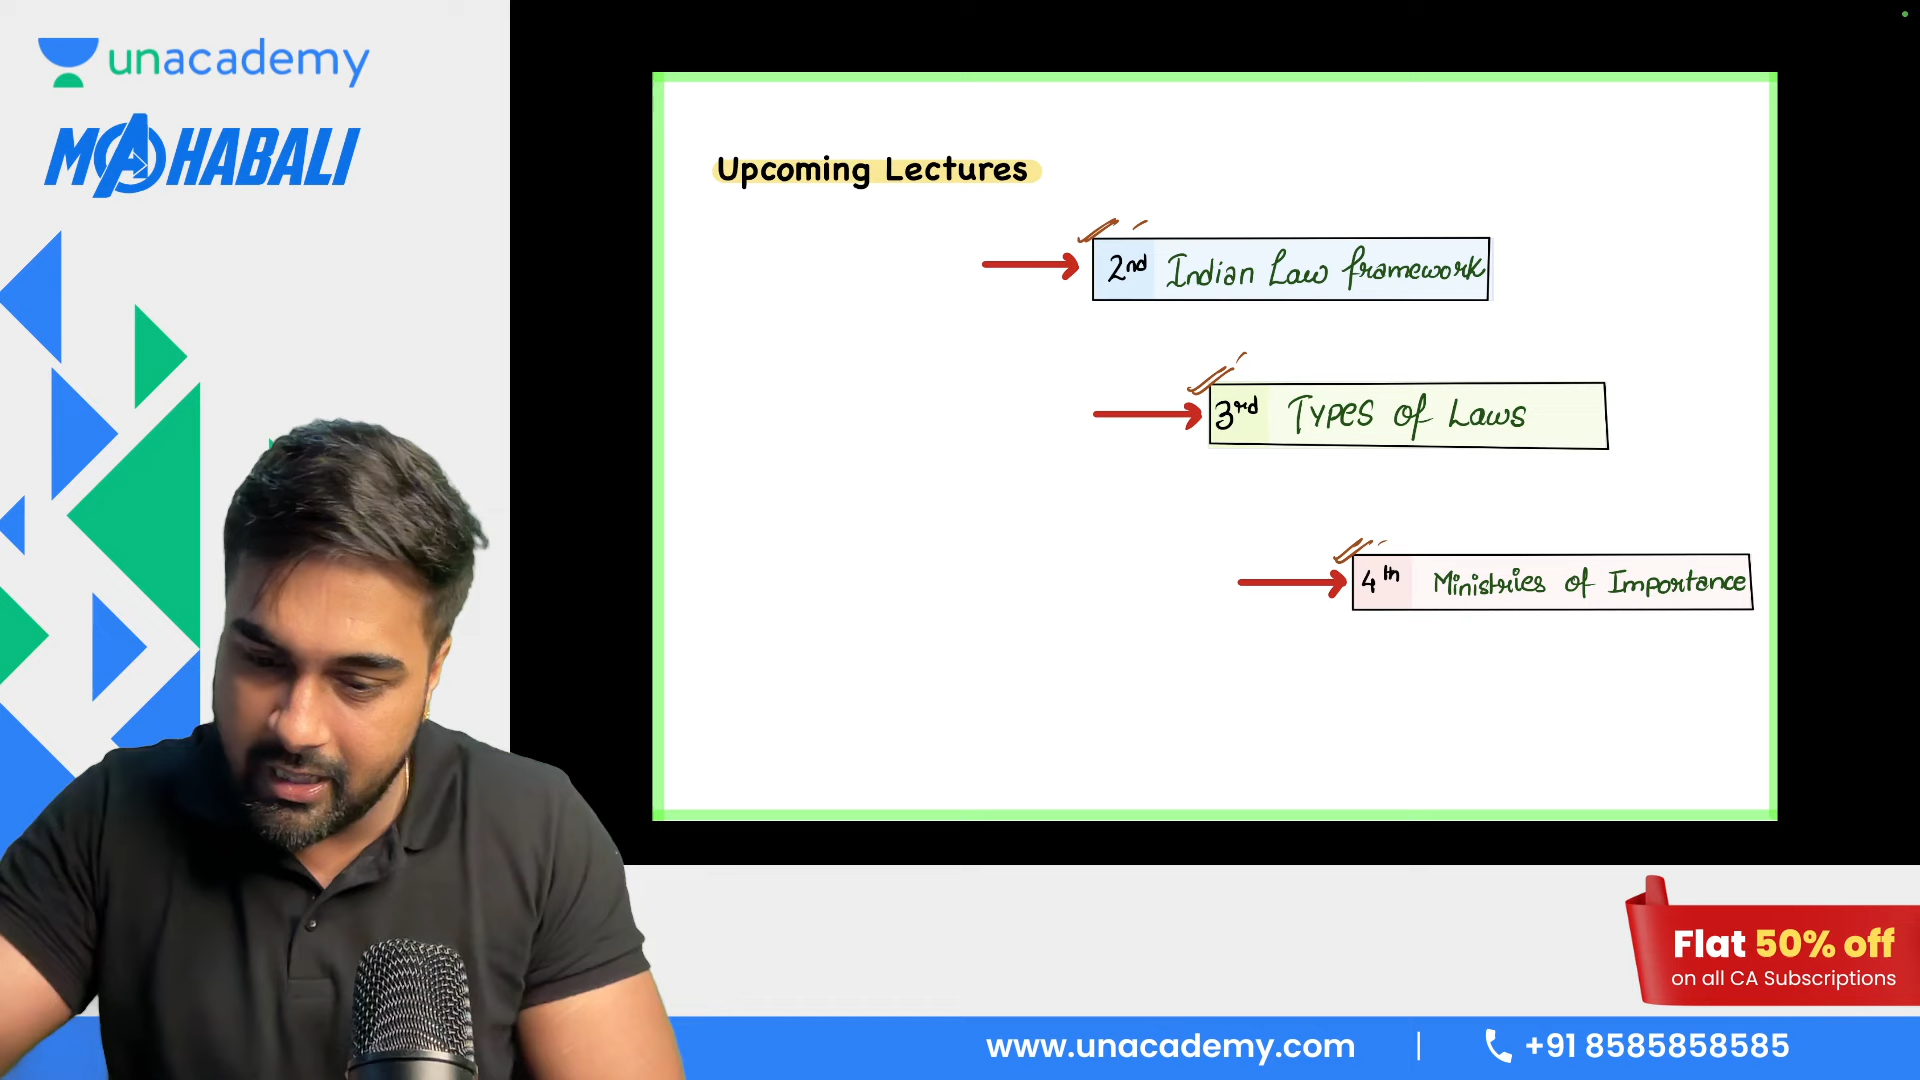 unacademy
MAHABALI
Upcoming Lectures
2nd Indian Law framework
3rd Types of Laws
4th Ministries of Importance
Flat 50% off
on all CA Subscriptions
www.unacademy.com | +91 8585858585